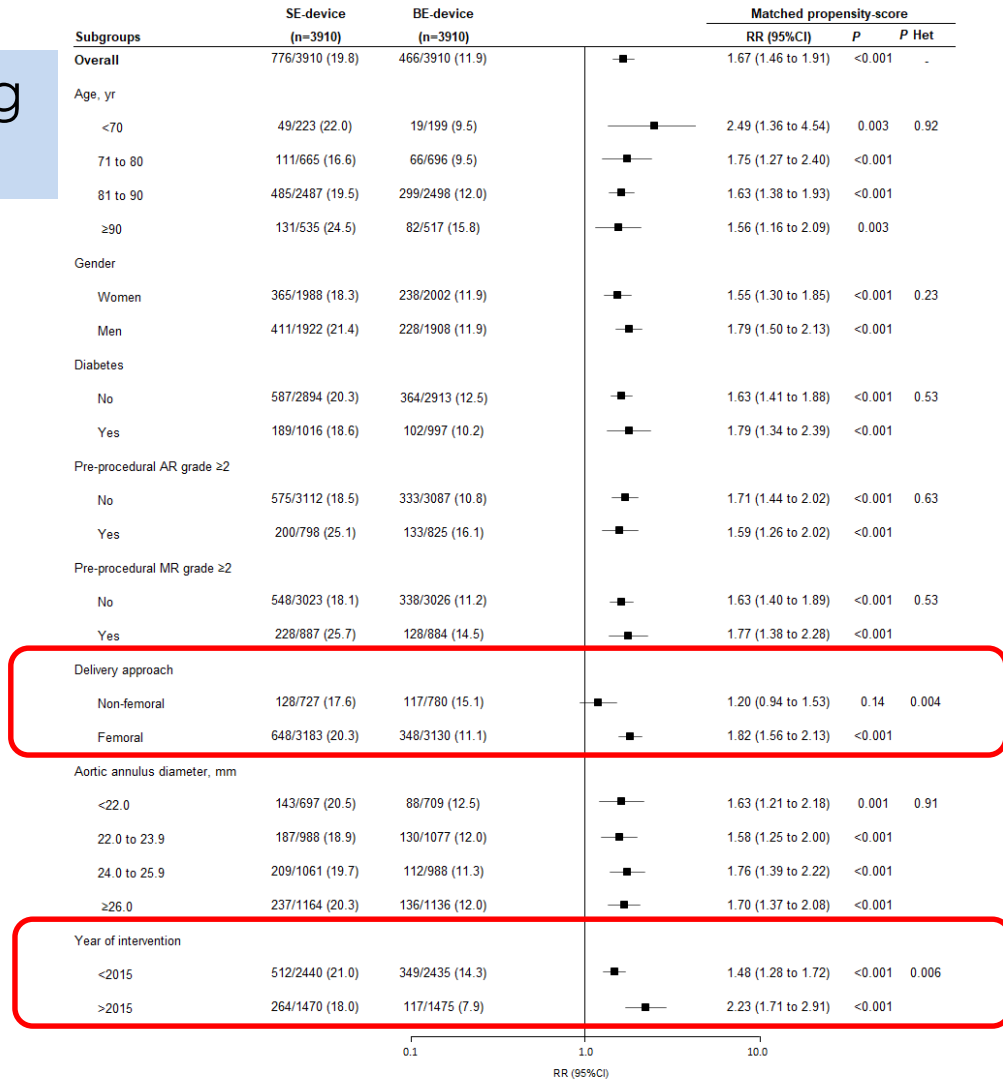 g
SE-device BE-device Matched propensity-score
Subgroups (n=3910) (n=3910) RR (95%CI) P P Het
Overall 776/3910 (19.8) 466/3910 (11.9) 1.67 (1.46 to 1.91) <0.001 -
Age, yr
<70 49/223 (22.0) 19/199 (9.5) 2.49 (1.36 to 4.54) 0.003 0.92
71 to 80 111/665 (16.6) 66/696 (9.5) 1.75 (1.27 to 2.40) <0.001
81 to 90 485/2487 (19.5) 299/2498 (12.0) 1.63 (1.38 to 1.93) <0.001
≥90 131/535 (24.5) 82/517 (15.8) 1.56 (1.16 to 2.09) 0.003
Gender
Women 365/1988 (18.3) 238/2002 (11.9) 1.55 (1.30 to 1.85) <0.001 0.23
Men 411/1922 (21.4) 228/1908 (11.9) 1.79 (1.50 to 2.13) <0.001
Diabetes
No 587/2894 (20.3) 364/2913 (12.5) 1.63 (1.41 to 1.88) <0.001 0.53
Yes 189/1016 (18.6) 102/997 (10.2) 1.79 (1.34 to 2.39) <0.001
Pre-procedural AR grade ≥2
No 575/3112 (18.5) 333/3087 (10.8) 1.71 (1.44 to 2.02) <0.001 0.63
Yes 200/798 (25.1) 133/825 (16.1) 1.59 (1.26 to 2.02) <0.001
Pre-procedural MR grade ≥2
No 548/3023 (18.1) 338/3026 (11.2) 1.63 (1.40 to 1.89) <0.001 0.53
Yes 228/887 (25.7) 128/884 (14.5) 1.77 (1.38 to 2.28) <0.001
Delivery approach
Non-femoral 128/727 (17.6) 117/780 (15.1) 1.20 (0.94 to 1.53) 0.14 0.004
Femoral 648/3183 (20.3) 348/3130 (11.1) 1.82 (1.56 to 2.13) <0.001
Aortic annulus diameter, mm
<22.0 143/697 (20.5) 88/709 (12.5) 1.63 (1.21 to 2.18) 0.001 0.91
22.0 to 23.9 187/988 (18.9) 130/1077 (12.0) 1.58 (1.25 to 2.00) <0.001
24.0 to 25.9 209/1061 (19.7) 112/988 (11.3) 1.76 (1.39 to 2.22) <0.001
≥26.0 237/1164 (20.3) 136/1136 (12.0) 1.70 (1.37 to 2.08) <0.001
Year of intervention
<2015 512/2440 (21.0) 349/2435 (14.3) 1.48 (1.28 to 1.72) <0.001 0.006
>2015 264/1470 (18.0) 117/1475 (7.9) 2.23 (1.71 to 2.91) <0.001
0.1 1.0 10.0
RR (95%CI)